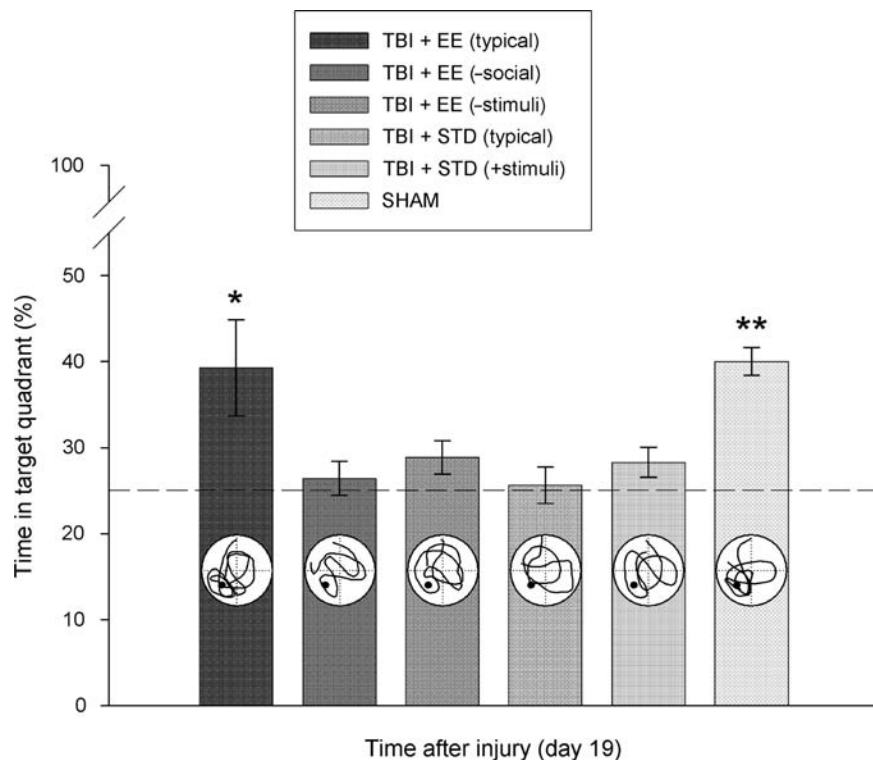 TBI + EE (typical)
TBI + EE (–social)
TBI + EE (–stimuli)
TBI + STD (typical)
TBI + STD (+stimuli)
SHAM
100
50
40
30
20
10
0
Time in target quadrant (%)
*
**
Time after injury (day 19)